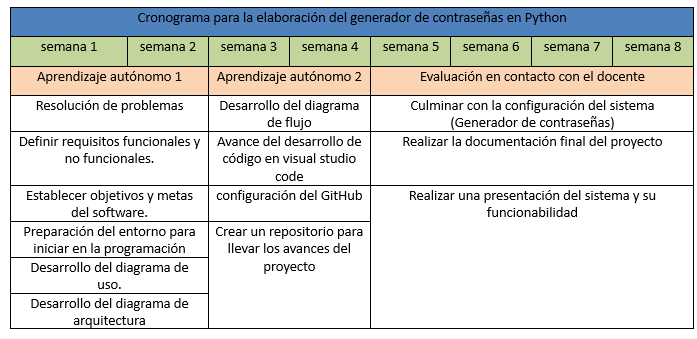 Cronograma para la elaboración del generador de contraseñas en Python
semana 1 semana 2 semana 3 semana 4 semana 5 semana 6 semana 7 semana 8
Aprendizaje autónomo 1
Aprendizaje autónomo 2
Evaluación en contacto con el docente
Resolución de problemas
Desarrollo del diagrama
de flujo
Culminar con la configuración del sistema
(Generador de contraseñas)
Definir requisitos funcionales y
no funcionales.
Avance del desarrollo de
código en visual studio
code
Realizar la documentación final del proyecto
Establecer objetivos y metas
del software.
configuración del GitHub
Realizar una presentación del sistema y su
funcionabilidad
Preparación del entorno para
iniciar en la programación
Crear un repositorio para
llevar los avances del
proyecto
Desarrollo del diagrama de
uso.
Desarrollo del diagrama de
arquitectura